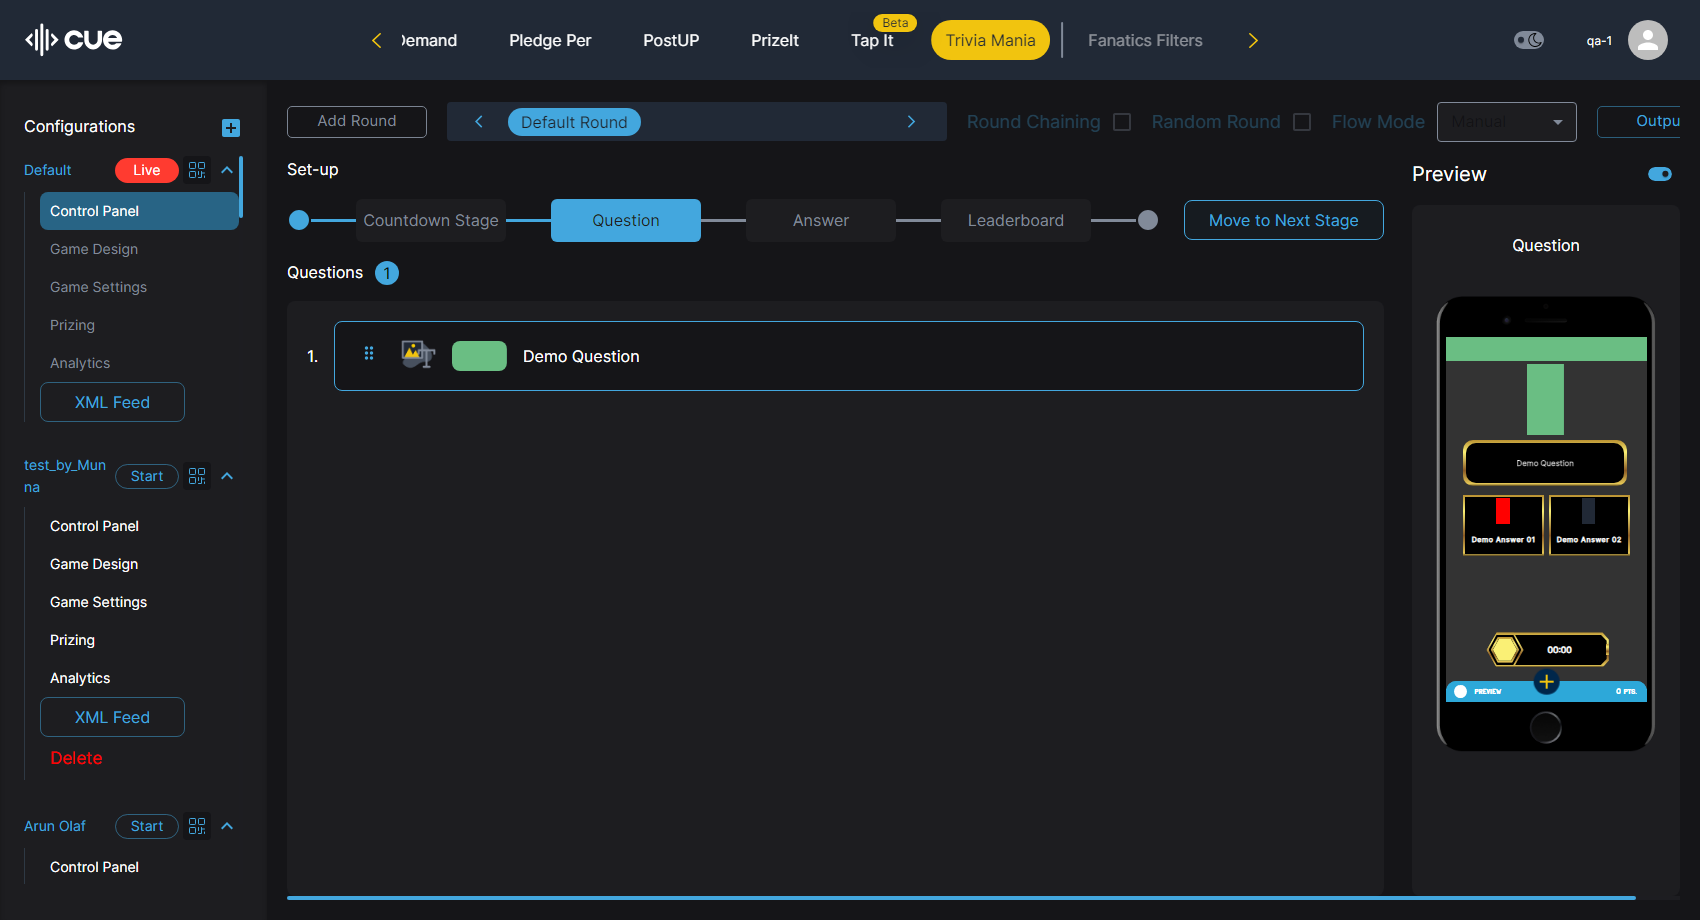 cue
Demand
Pledge Per
PostUP
PrizeIt
Tap It
Beta
Trivia Mania
Fanatics Filters
qa-1
Configurations
Default
Live
Control Panel
Game Design
Game Settings
Prizing
Analytics
XML Feed
test_by_Mun
na
Start
Control Panel
Game Design
Game Settings
Prizing
Analytics
XML Feed
Delete
Arun Olaf
Start
Control Panel
Add Round
Default Round
Round Chaining
Random Round
Flow Mode
Manual
Outpu
Set-up
Countdown Stage
Question
Answer
Leaderboard
Move to Next Stage
Questions 1
1.
Demo Question
Preview
Question
Demo Question
Demo Answer 01
Demo Answer 02
00:00
PREVIEW
0 PTS.